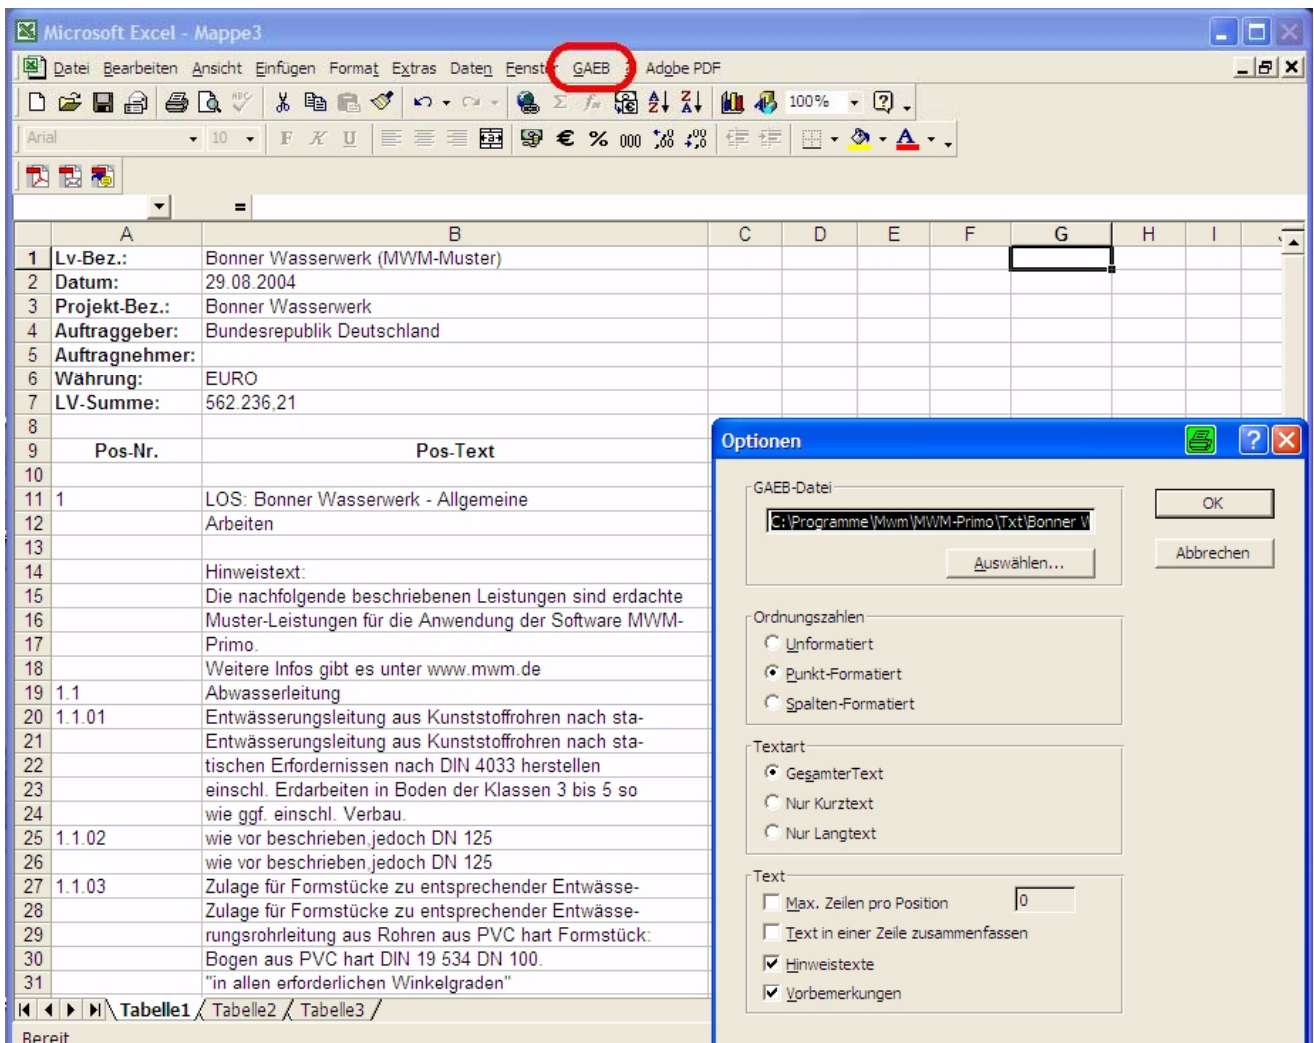 Microsoft Excel - Mappe3
Datei Bearbeiten Ansicht Einfügen Format Extras Daten Fenster GAEB ? Adobe PDF
100%
Arial 10 F K U € % 000
=
A B C D E F G H I
1 Lv-Bez.: Bonner Wasserwerk (MWM-Muster)
2 Datum: 29.08.2004
3 Projekt-Bez.: Bonner Wasserwerk
4 Auftraggeber: Bundesrepublik Deutschland
5 Auftragnehmer:
6 Währung: EURO
7 LV-Summe: 562.236,21
8
9 Pos-Nr. Pos-Text
10
11 1 LOS: Bonner Wasserwerk - Allgemeine
12 Arbeiten
13
14 Hinweistext:
15 Die nachfolgende beschriebenen Leistungen sind erdachte
16 Muster-Leistungen für die Anwendung der Software MWM-
17 Primo.
18 Weitere Infos gibt es unter www.mwm.de
19 1.1 Abwasserleitung
20 1.1.01 Entwässerungsleitung aus Kunststoffrohren nach sta-
21 Entwässerungsleitung aus Kunststoffrohren nach sta-
22 tischen Erfordernissen nach DIN 4033 herstellen
23 einschl. Erdarbeiten in Boden der Klassen 3 bis 5 so
24 wie ggf. einschl. Verbau.
25 1.1.02 wie vor beschrieben,jedoch DN 125
26 wie vor beschrieben,jedoch DN 125
27 1.1.03 Zulage für Formstücke zu entsprechender Entwässe-
28 Zulage für Formstücke zu entsprechender Entwässe-
29 rungsrohrleitung aus Rohren aus PVC hart Formstück:
30 Bogen aus PVC hart DIN 19 534 DN 100.
31 "in allen erforderlichen Winkelgraden"
Tabelle1 Tabelle2 Tabelle3
Bereit
Optionen
GAEB-Datei
C:\Programme\Mwm\MWM-Primo\Txt\Bonner W
Auswählen...
OK
Abbrechen
Ordnungszahlen
Unformatiert
Punkt-Formatiert
Spalten-Formatiert
Textart
GesamterText
Nur Kurztext
Nur Langtext
Text
Max. Zeilen pro Position 0
Text in einer Zeile zusammenfassen
Hinweistexte
Vorbemerkungen